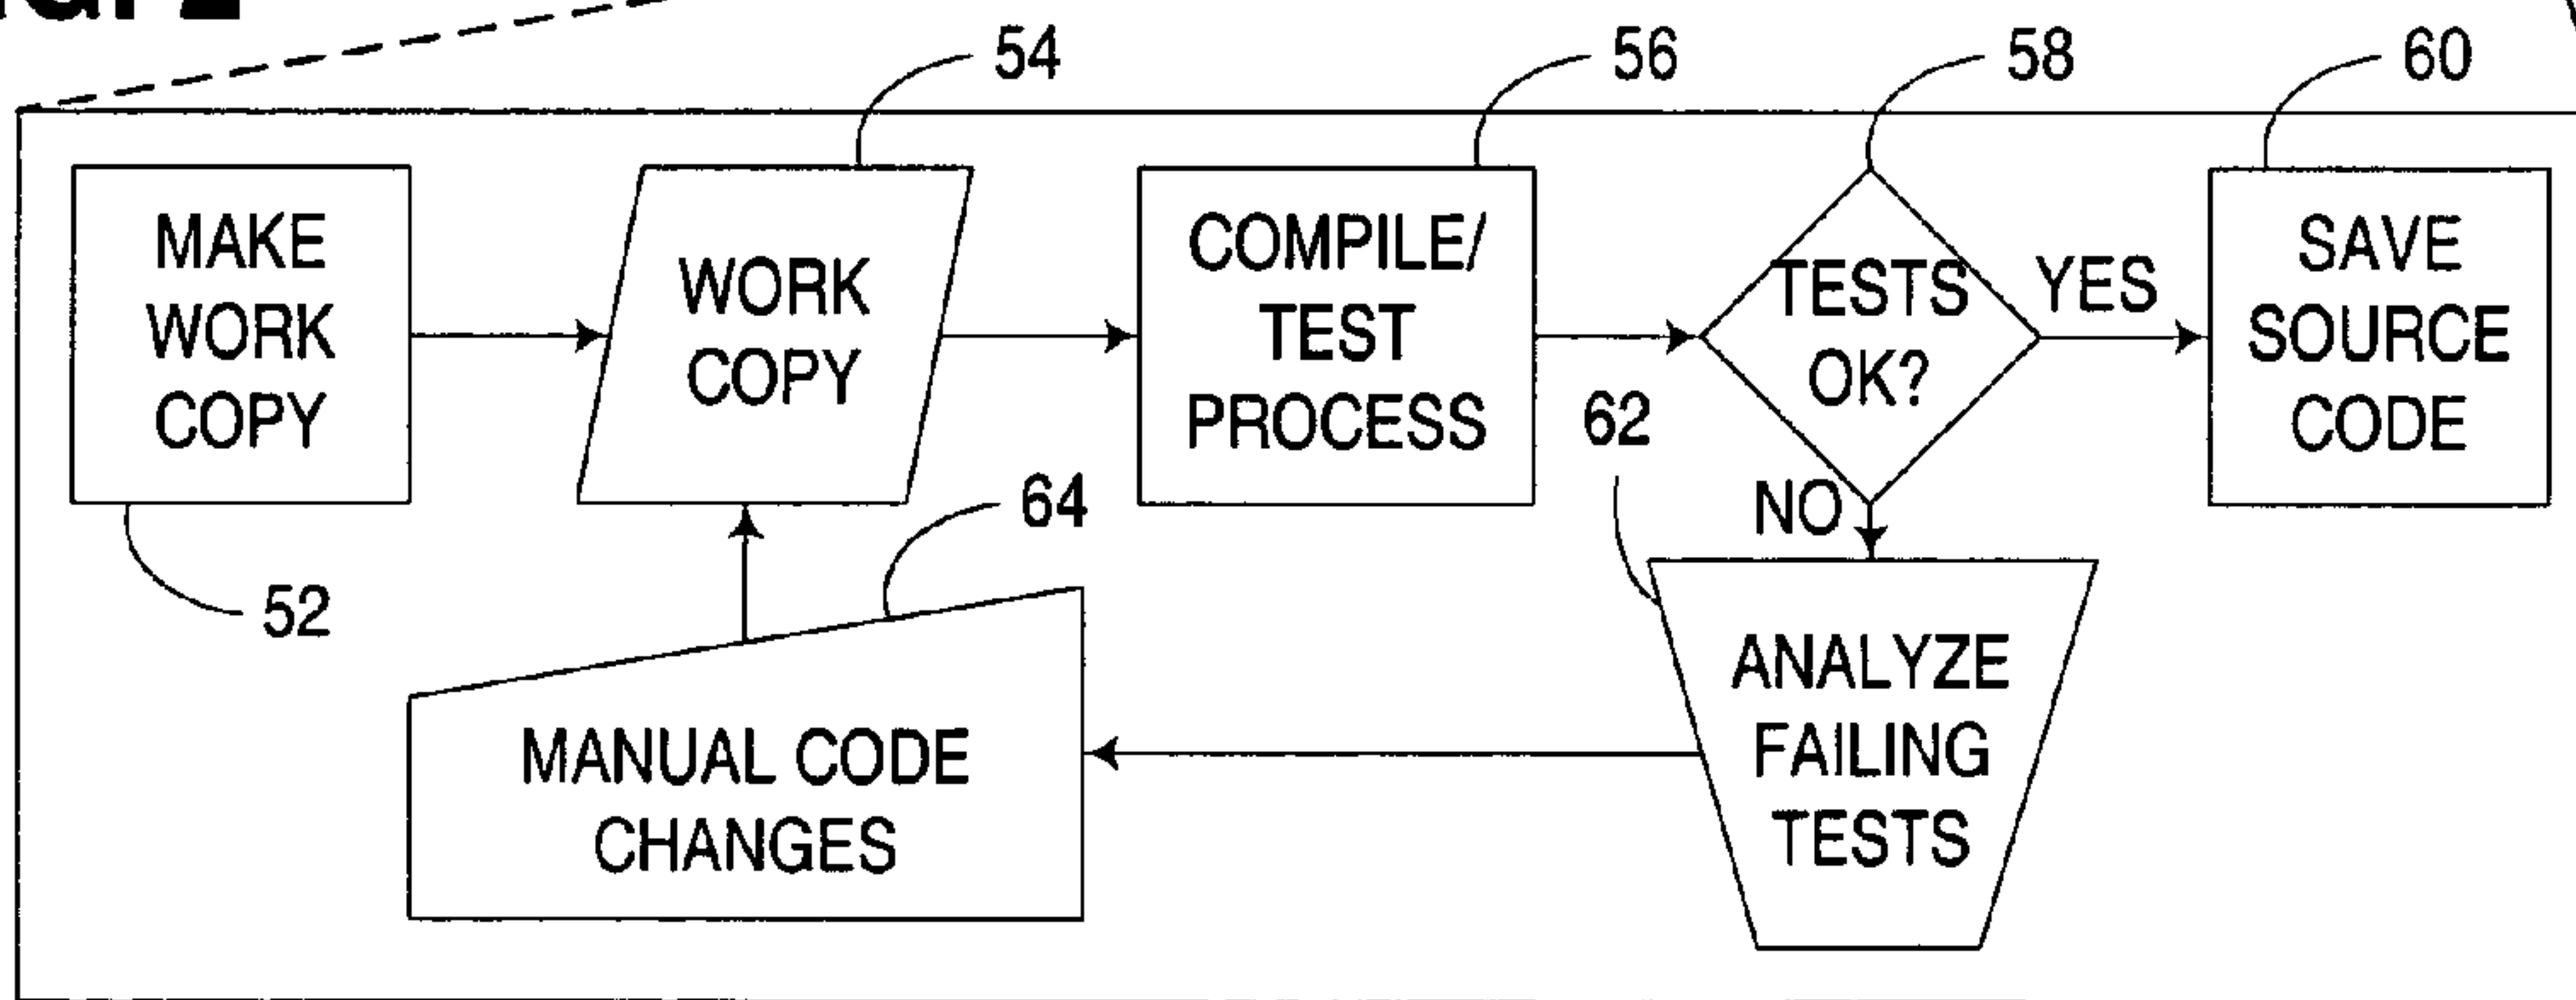 54
56
58
60
MAKE
WORK
COPY
WORK
COPY
COMPILE/
TEST
PROCESS
TESTS
OK?
YES
SAVE
SOURCE
CODE
62
NO
64
52
MANUAL CODE
CHANGES
ANALYZE
FAILING
TESTS